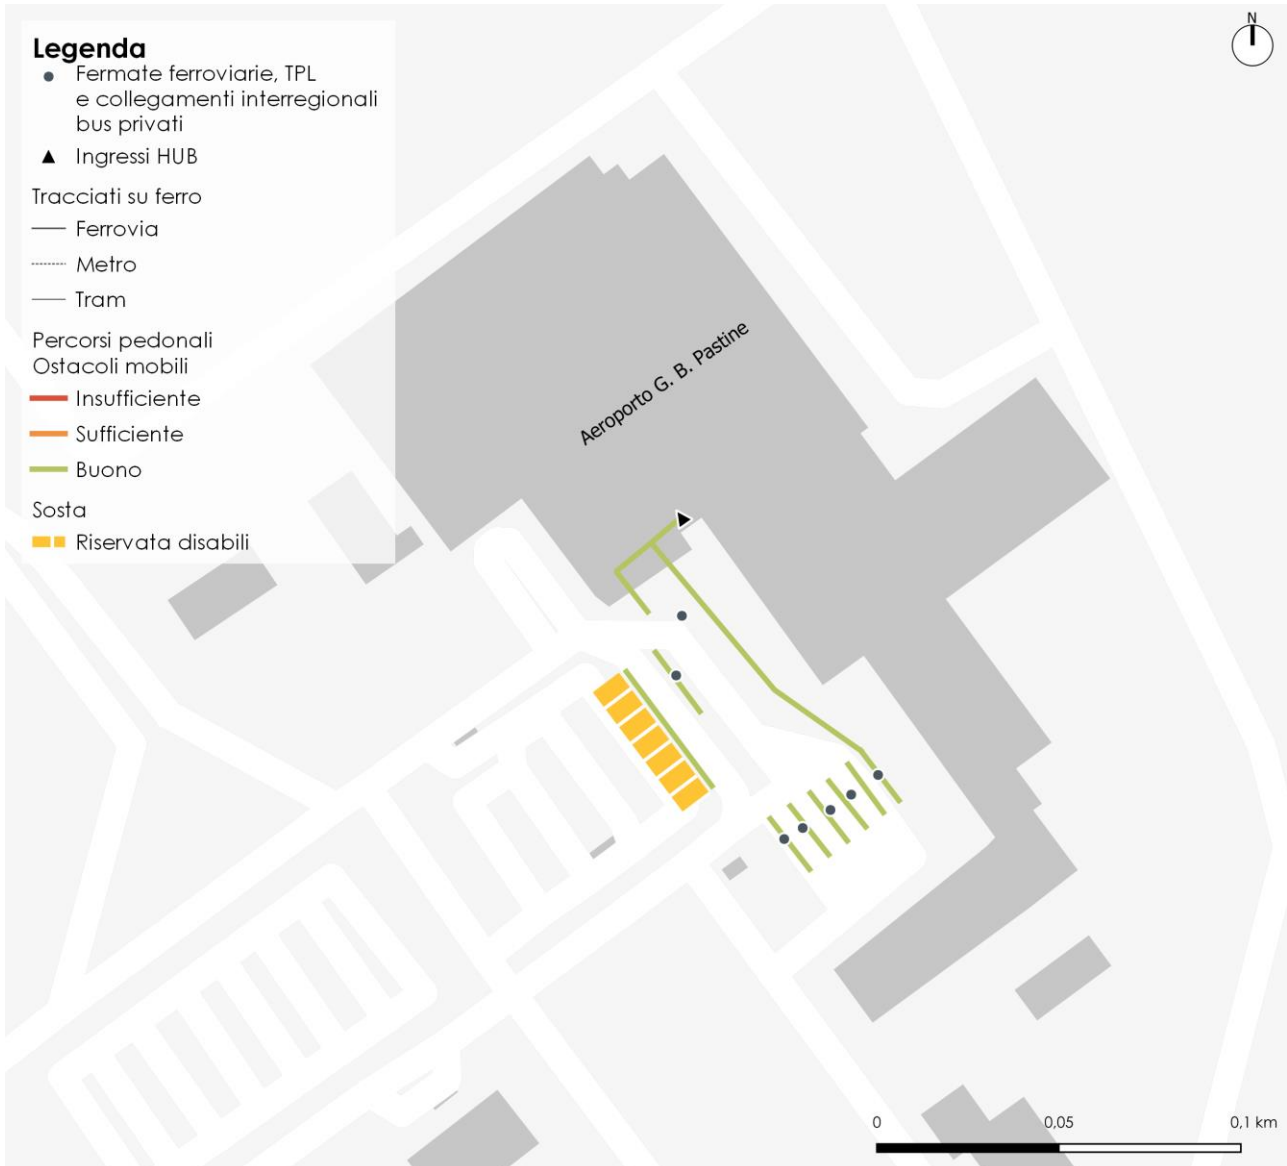 Legenda
Fermate ferroviarie, TPL
e collegamenti interregionali
bus privati
Ingressi HUB
Tracciati su ferro
Ferrovia
Metro
Tram
Percorsi pedonali
Ostacoli mobili
Insufficiente
Sufficiente
Buono
Sosta
Riservata disabili
N
Aeroporto G. B. Pastine
0
0,05
0,1 km